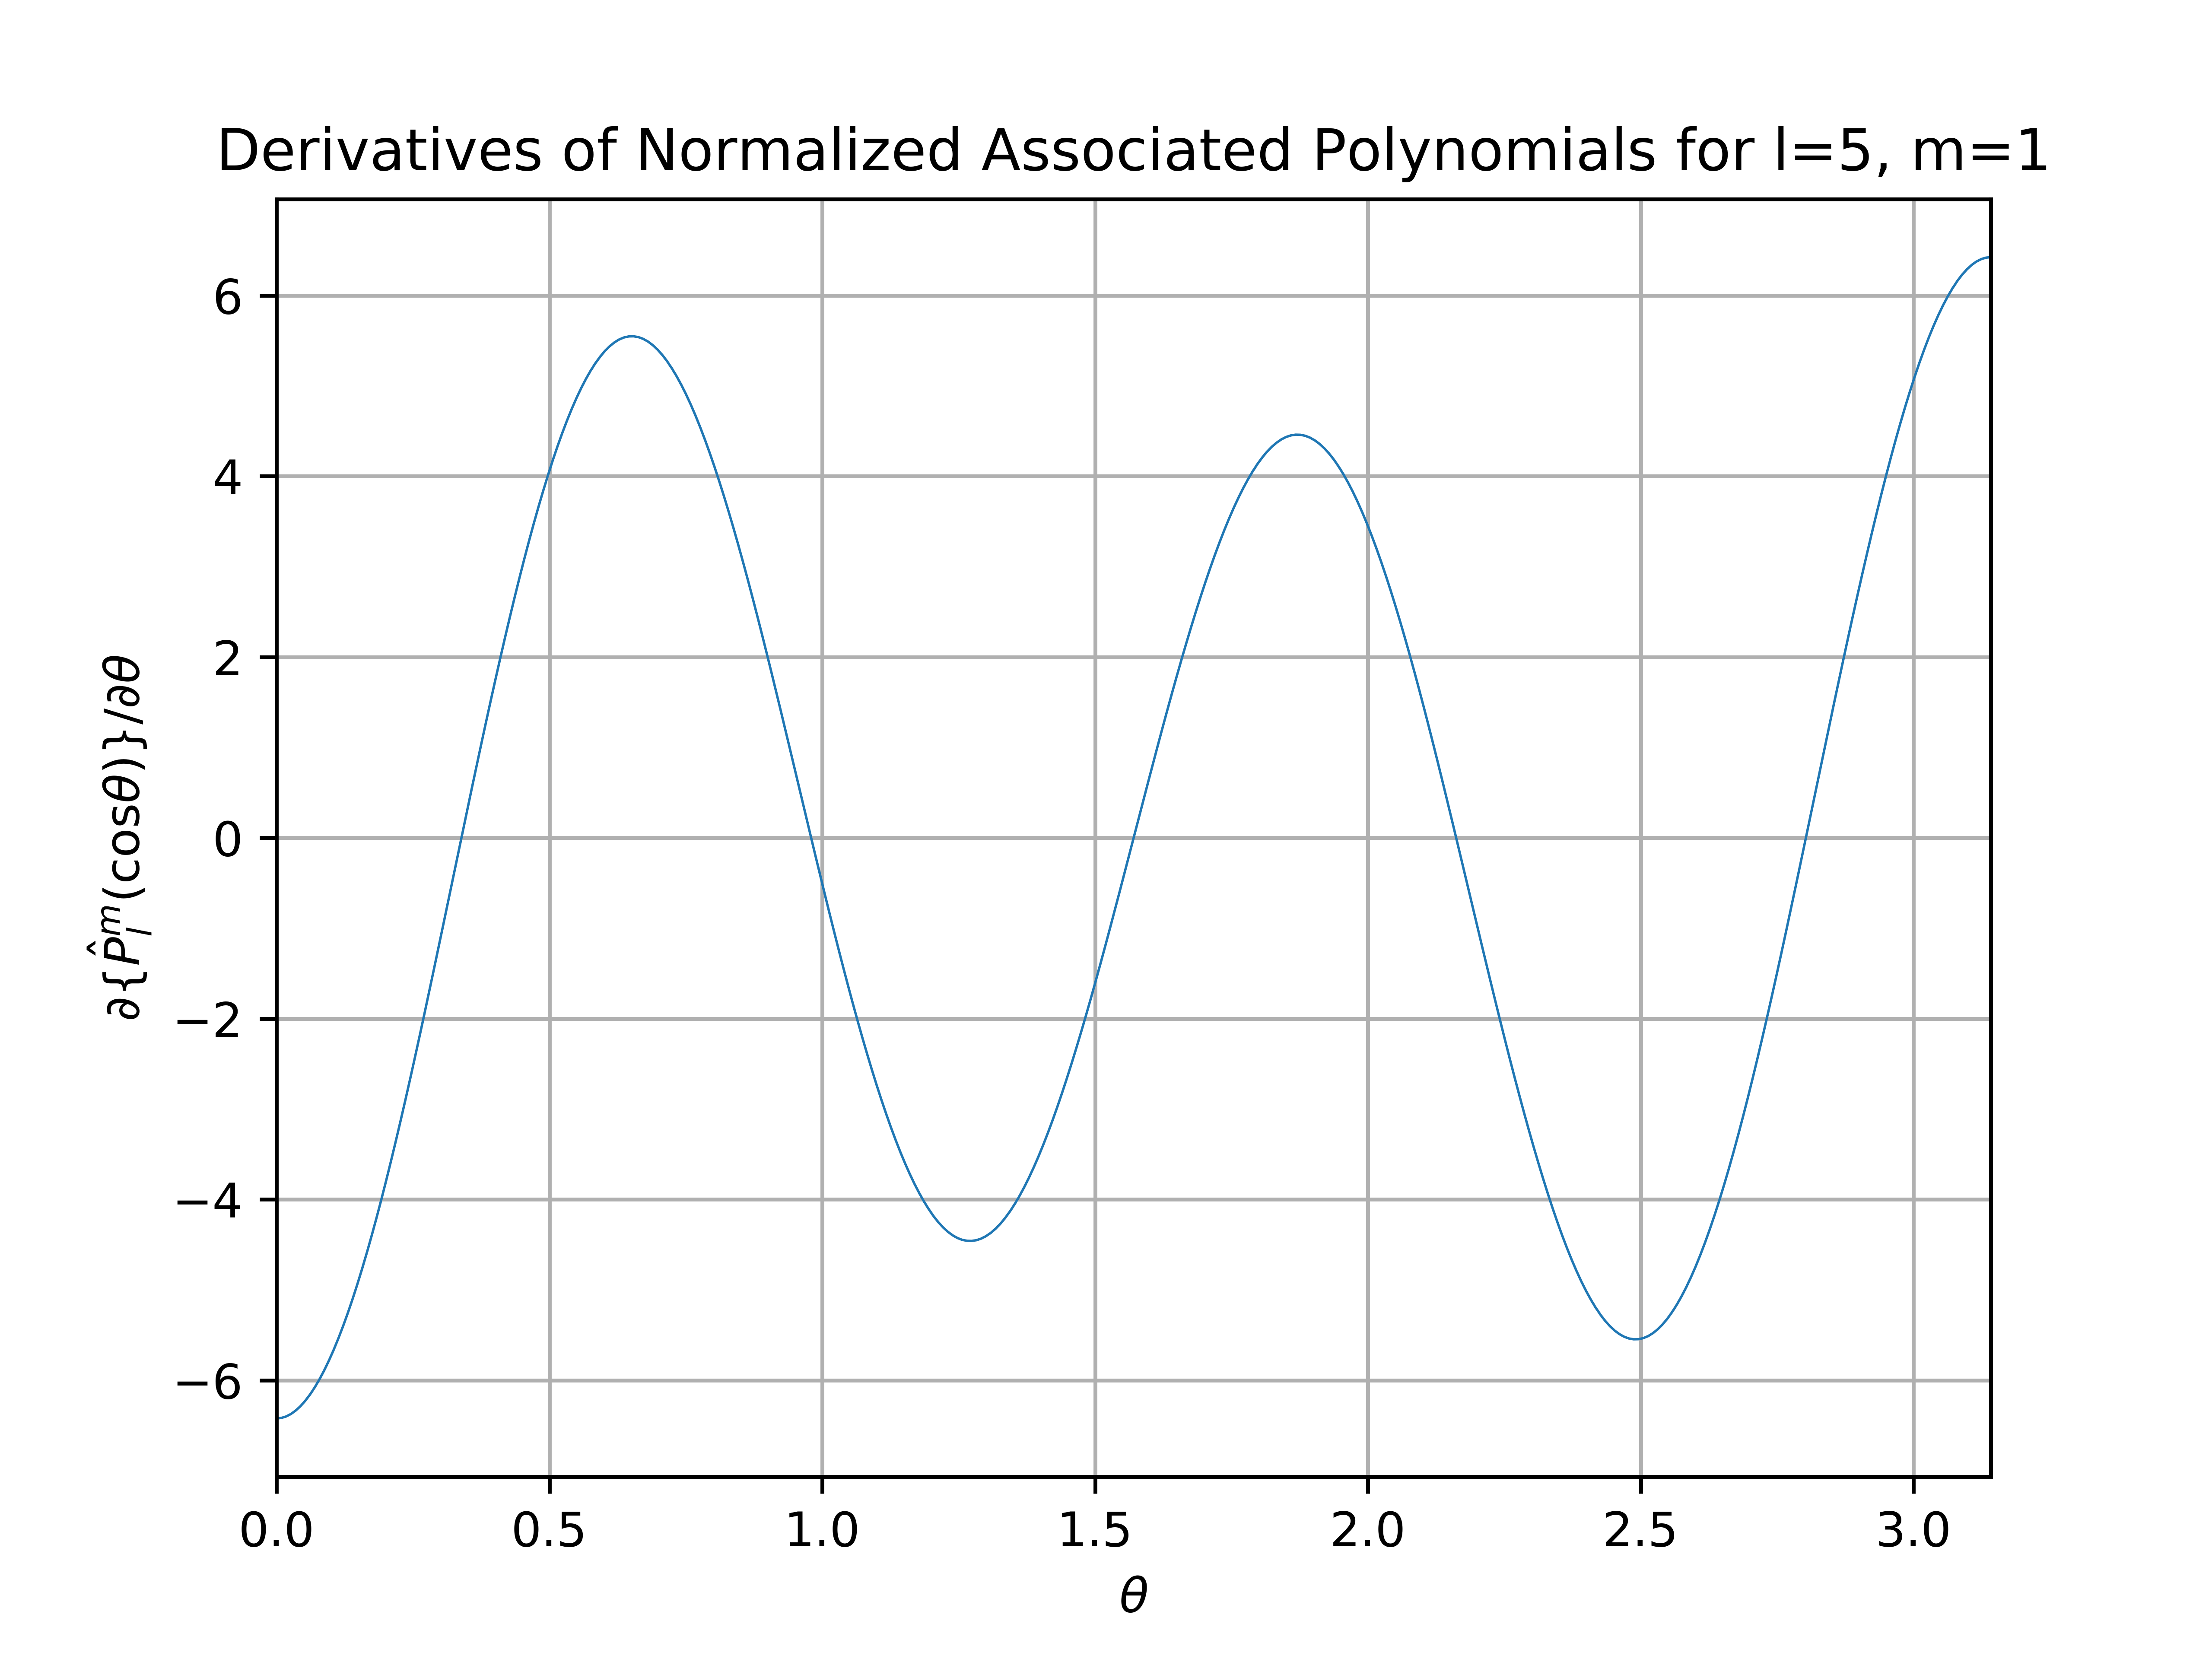 Derivatives of Normalized Associated Polynomials for l=5, m=1
∂{P̂_l^m(cosθ)}/∂θ
6
4
2
0
−2
−4
−6
0.0 0.5 1.0 1.5 2.0 2.5 3.0
θ